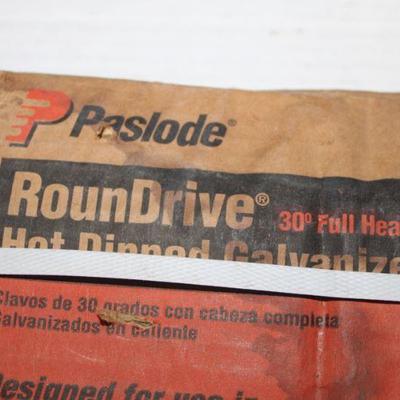 Paslode®
RounDrive® 30º Full Hea
Hot Dipped Galvanize
Clavos de 30 grados con cabeza completa
Galvanizados en caliente
Designed for use in